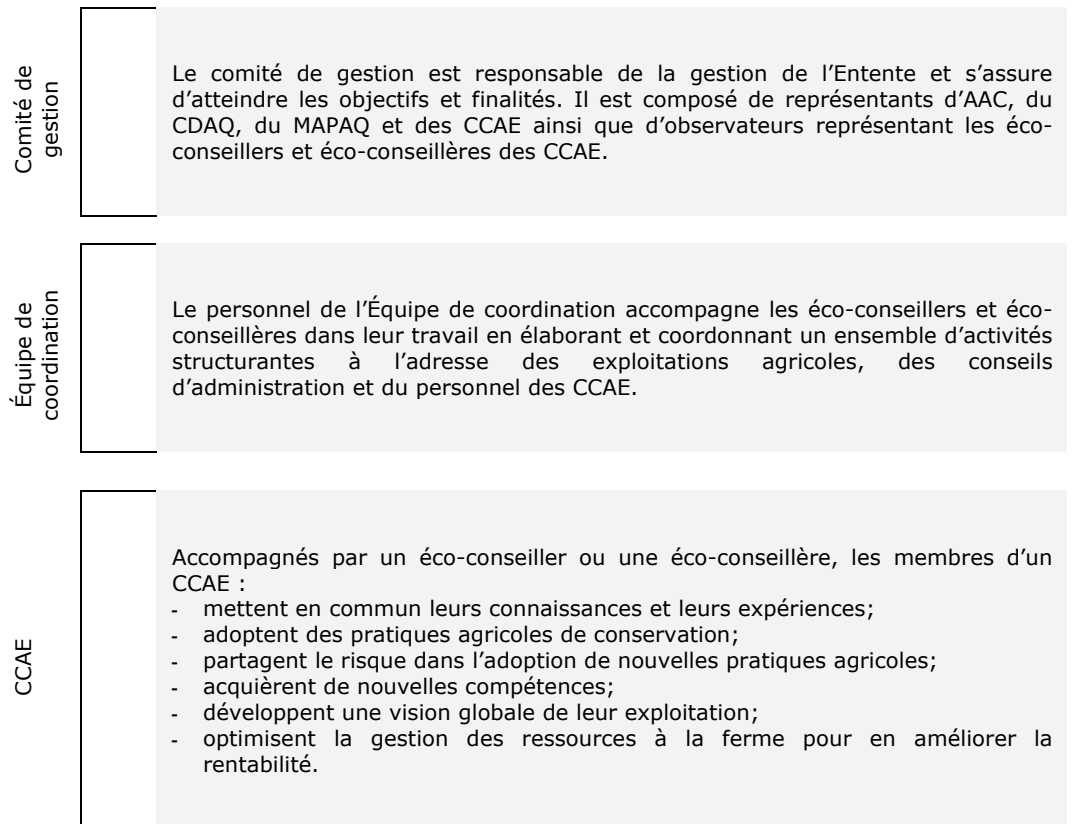 Comité de
gestion
Le comité de gestion est responsable de la gestion de l’Entente et s’assure
d’atteindre les objectifs et finalités. Il est composé de représentants d’AAC, du
CDAQ, du MAPAQ et des CCAE ainsi que d’observateurs représentant les éco-
conseillers et éco-conseillères des CCAE.
Équipe de
coordination
Le personnel de l’Équipe de coordination accompagne les éco-conseillers et éco-
conseillères dans leur travail en élaborant et coordonnant un ensemble d’activités
structurantes à l’adresse des exploitations agricoles, des conseils
d’administration et du personnel des CCAE.
CCAE
Accompagnés par un éco-conseiller ou une éco-conseillère, les membres d’un
CCAE :
- mettent en commun leurs connaissances et leurs expériences;
- adoptent des pratiques agricoles de conservation;
- partagent le risque dans l’adoption de nouvelles pratiques agricoles;
- acquièrent de nouvelles compétences;
- développent une vision globale de leur exploitation;
- optimisent la gestion des ressources à la ferme pour en améliorer la
rentabilité.